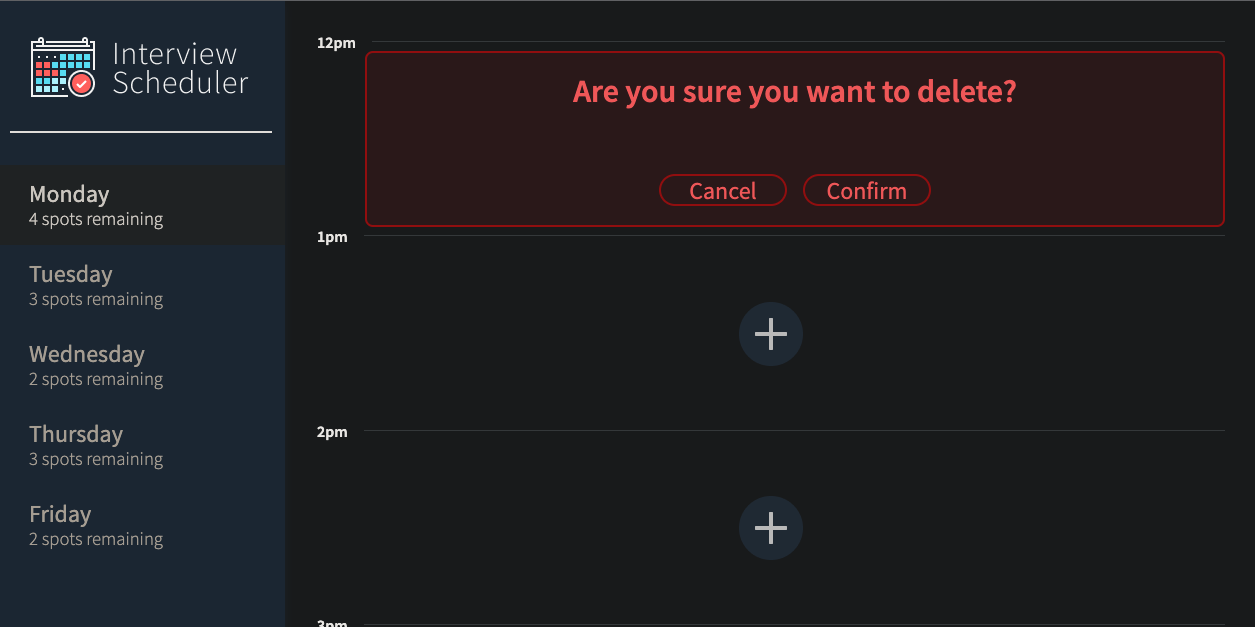 Interview
Scheduler
Monday
4 spots remaining
Tuesday
3 spots remaining
Wednesday
2 spots remaining
Thursday
3 spots remaining
Friday
2 spots remaining
12pm
Are you sure you want to delete?
Cancel Confirm
1pm
2pm
3pm